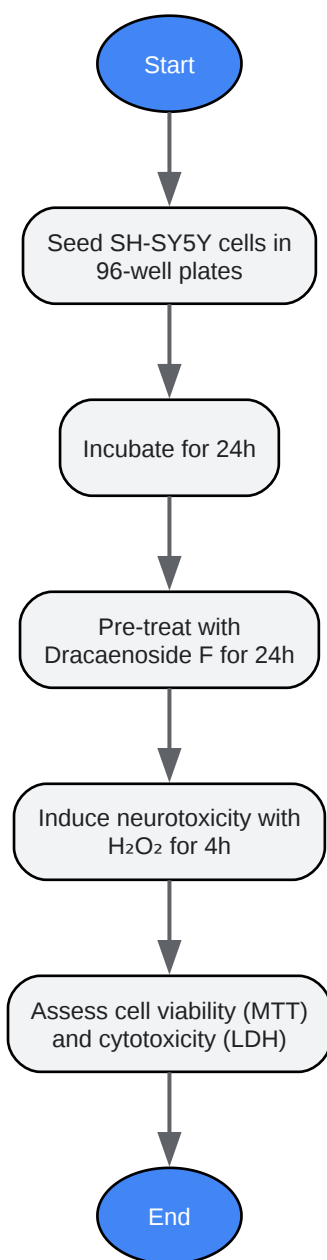 Start
Seed SH-SY5Y cells in
96-well plates
Incubate for 24h
Pre-treat with
Dracaenoside F for 24h
Induce neurotoxicity with
H₂O₂ for 4h
Assess cell viability (MTT)
and cytotoxicity (LDH)
End